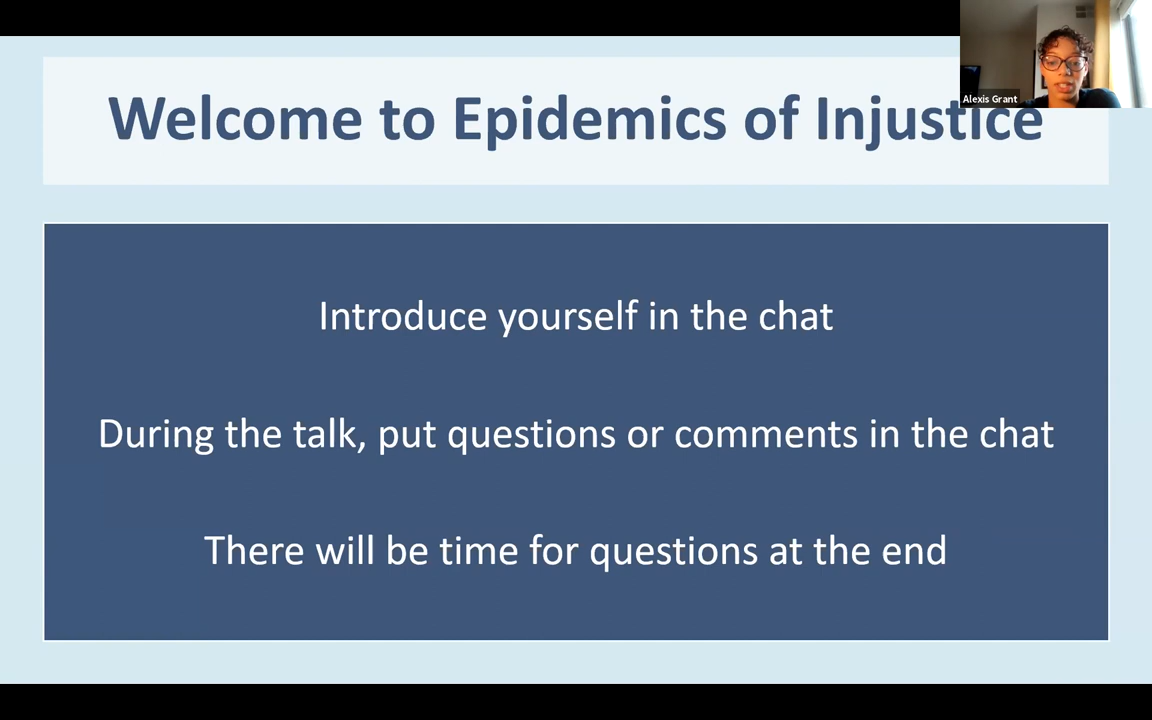 Welcome to Epidemics of Injustice
Alexis Grant
Introduce yourself in the chat
During the talk, put questions or comments in the chat
There will be time for questions at the end